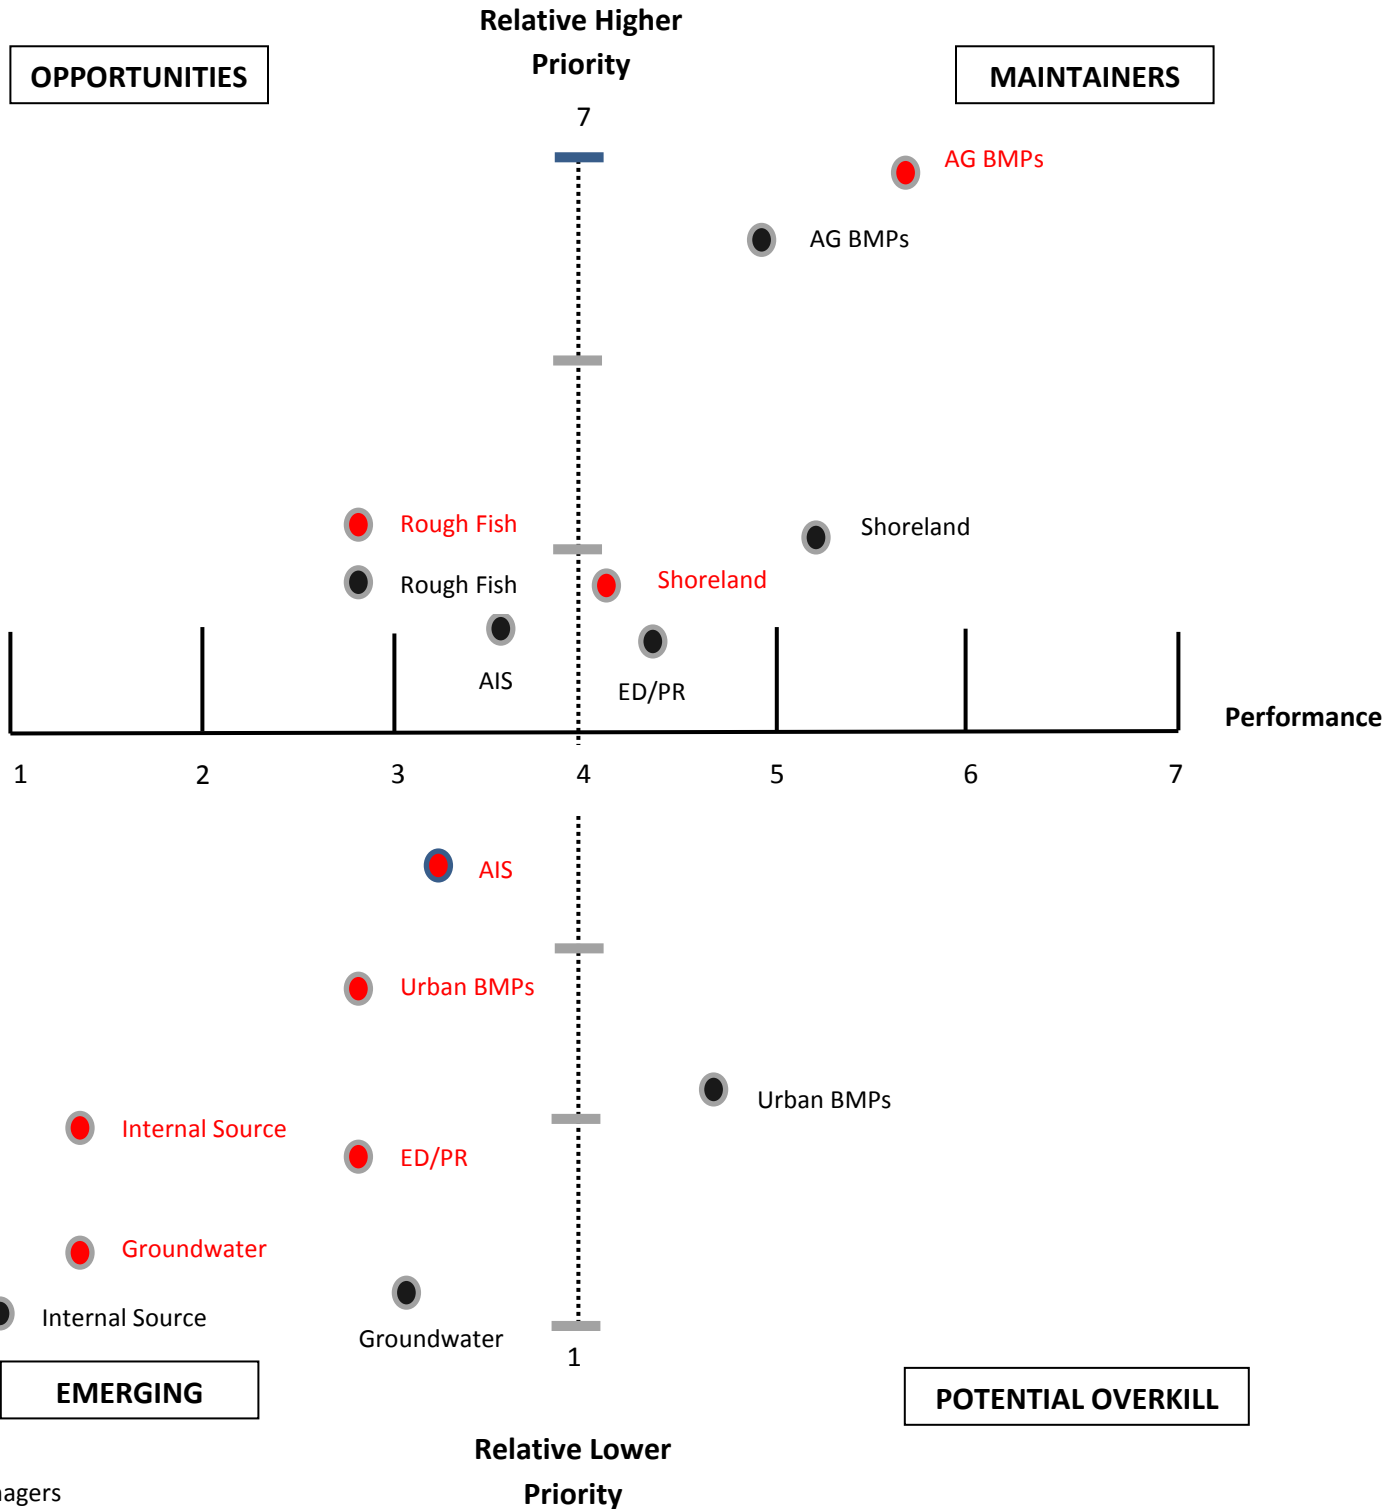 Relative Higher
Priority
OPPORTUNITIES
MAINTAINERS
7
AG BMPs
AG BMPs
Rough Fish
Shoreland
Rough Fish
Shoreland
AIS
ED/PR
Performance
1 2 3 4 5 6 7
AIS
Urban BMPs
Urban BMPs
Internal Source
ED/PR
Groundwater
Internal Source
Groundwater
1
EMERGING
POTENTIAL OVERKILL
Relative Lower
Priority
nagers